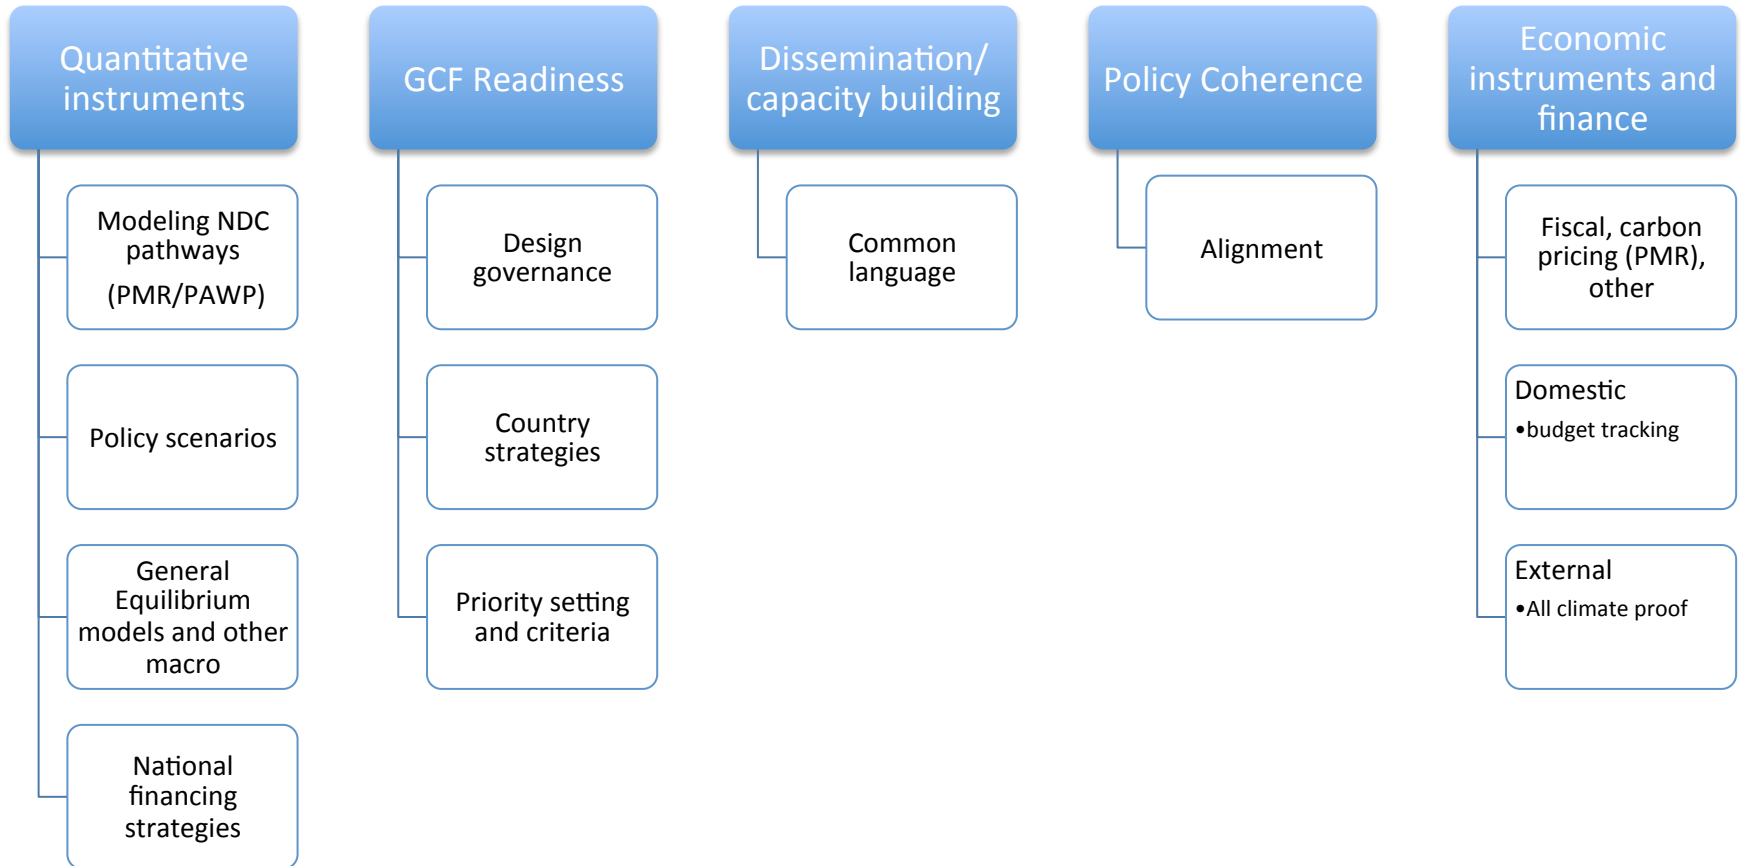 Quantitative
instruments
Modeling NDC
pathways
(PMR/PAWP)
Policy scenarios
General
Equilibrium
models and other
macro
National
financing
strategies
GCF Readiness
Design
governance
Country
strategies
Priority setting
and criteria
Dissemination/
capacity building
Common
language
Policy Coherence
Alignment
Economic
instruments and
finance
Fiscal, carbon
pricing (PMR),
other
Domestic
•budget tracking
External
•All climate proof